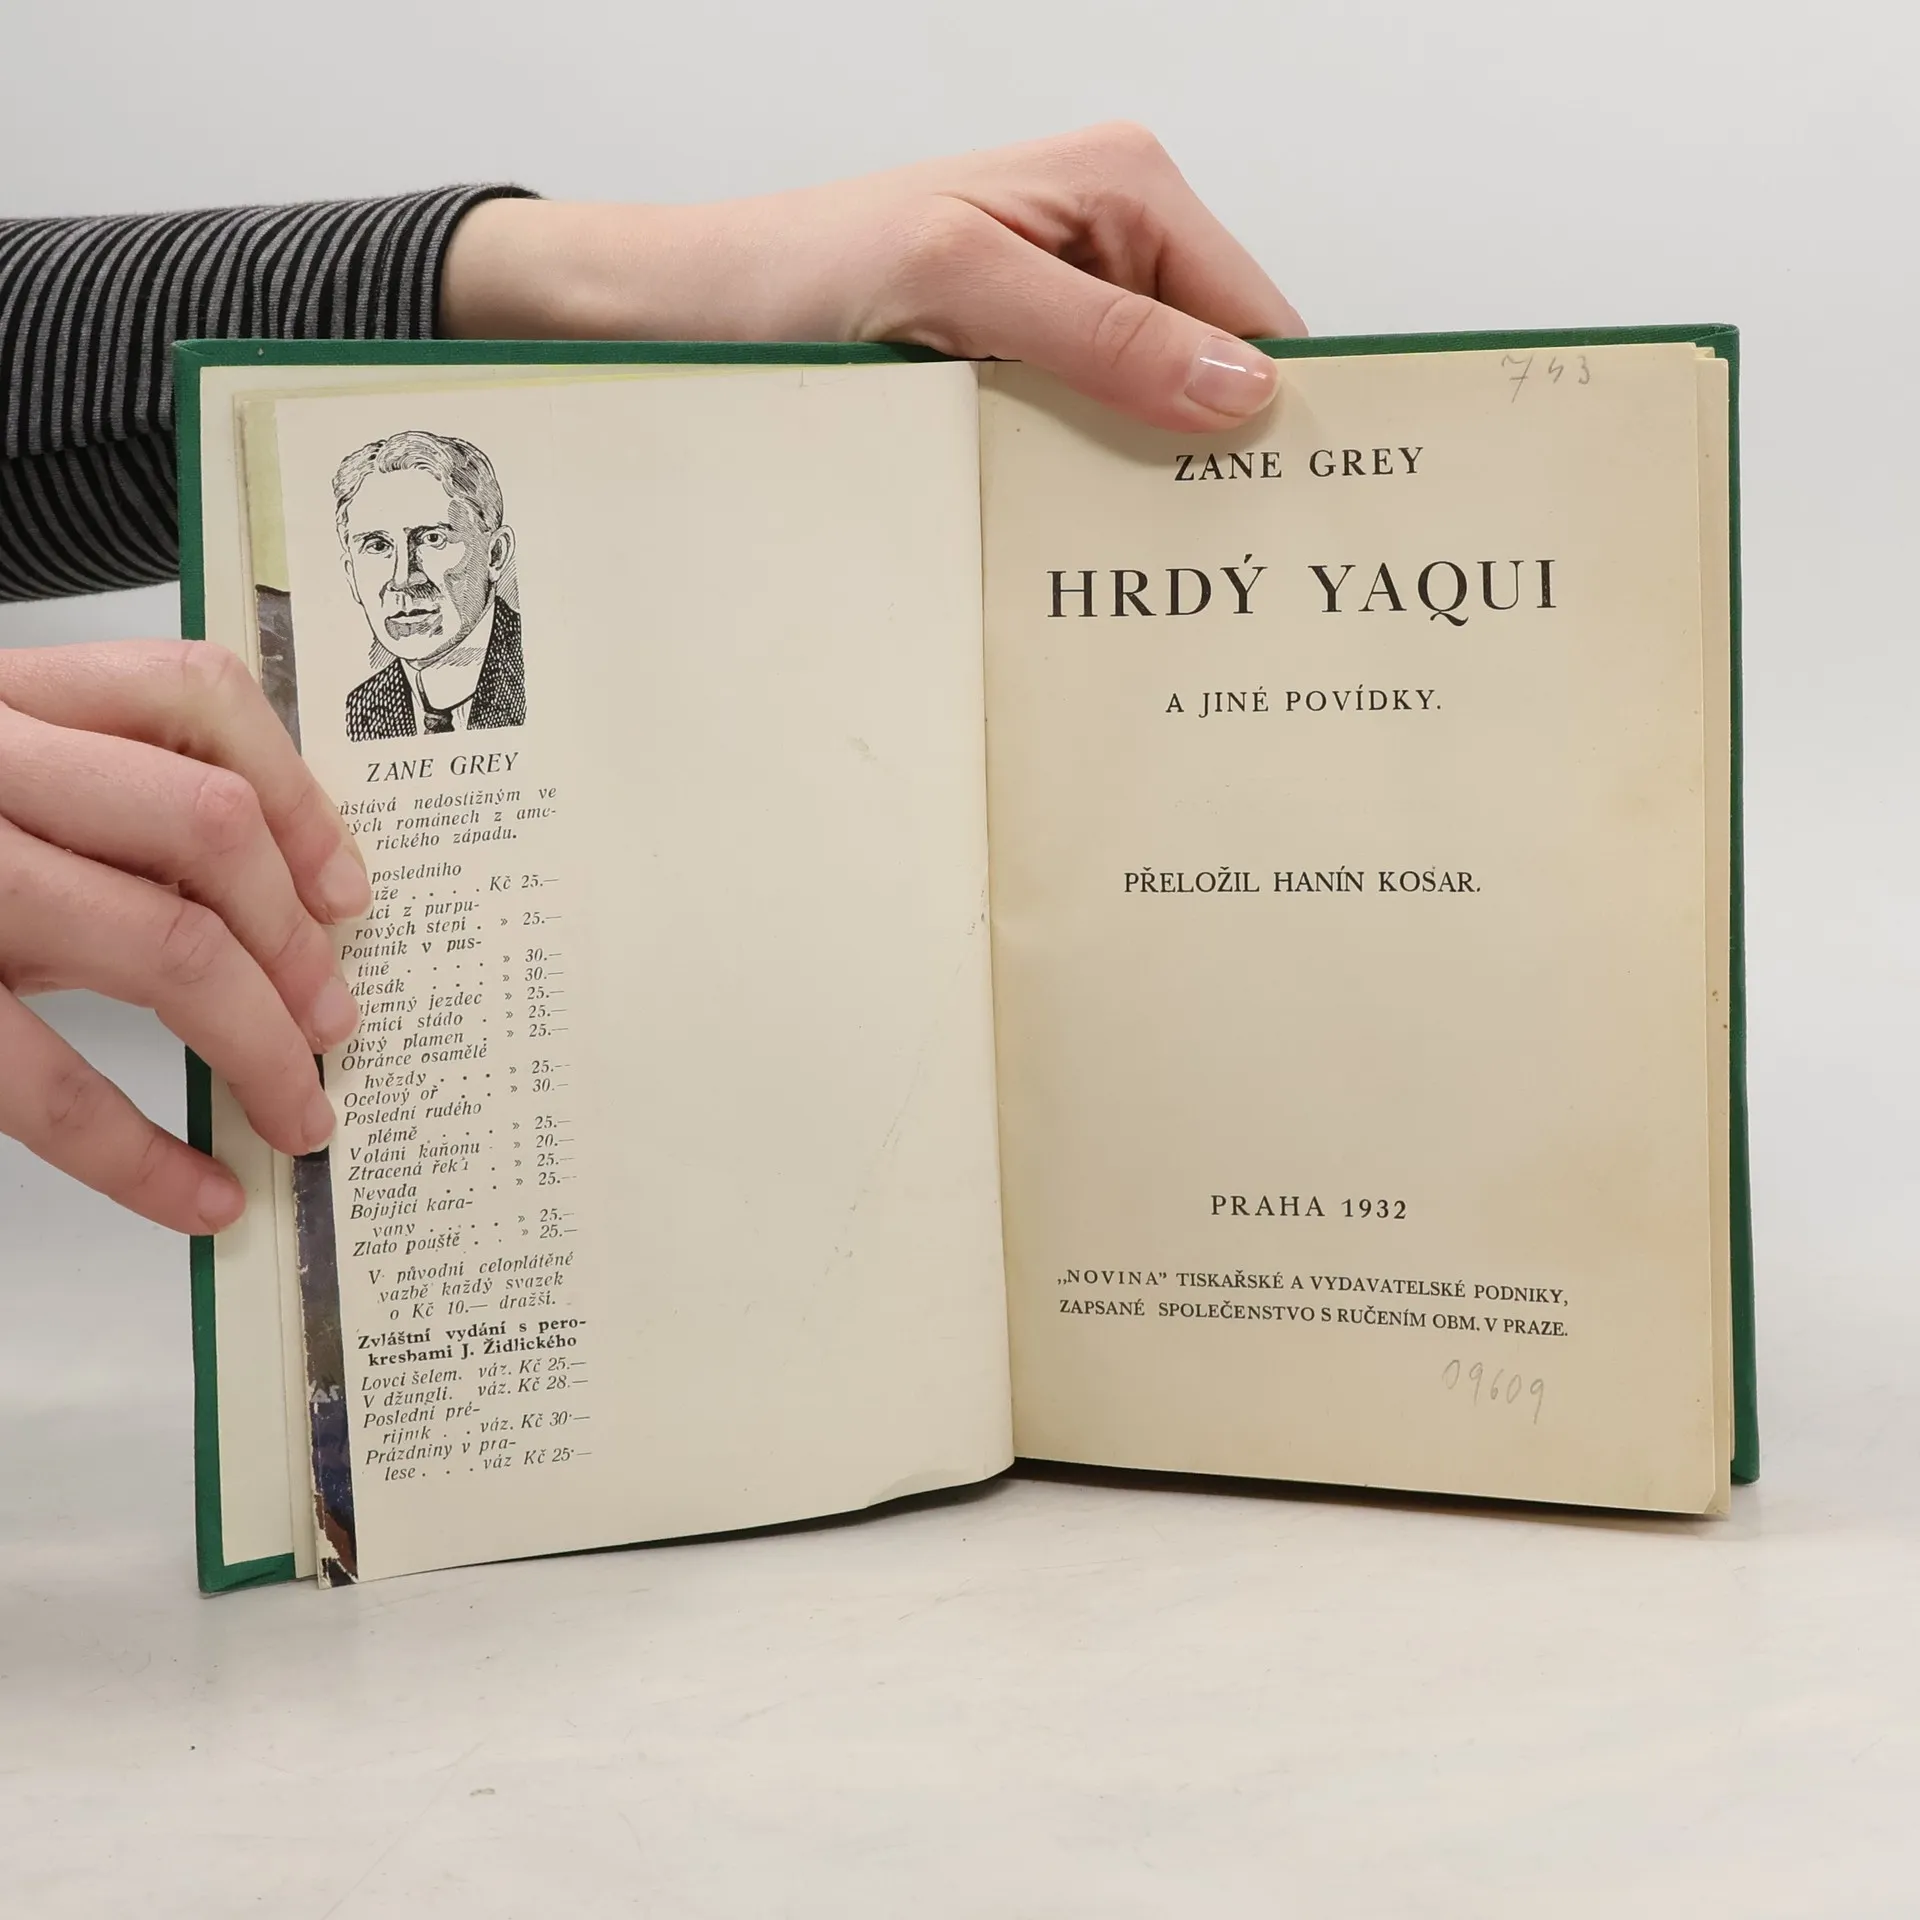 ZANE GREY
nedostižným ve
románech z ame-
rického západu.
posledního
. . . . Kč 25.—
z purpu-
rových stepí . » 25.—
Poutník v pus-
tině . . . . » 30.—
. . . » 30.—
jezdec » 25.—
stádo . » 25.—
Divý plamen . » 25.—
Obránce osamělé
hvězdy . . . » 25.—
Ocelový oř . . » 30.—
Poslední rudého
plémě . . . . » 25.—
Volání kaňonu . » 20.—
Ztracená řeka . » 25.—
Nevada . . . » 25.—
Bojující kara-
vany . . . . » 25.—
Zlato pouště . . » 25.—
V původní celoplátěné
vazbě každý svazek
o Kč 10.— dražší.
Zvláštní vydání s pero-
kresbami J. Židlického
Lovci šelem. váz. Kč 25.—
V džungli. váz. Kč 28.—
Poslední pré-
rijník . . váz. Kč 30·—
Prázdniny v pra-
lese . . . váz Kč 25·—
743
ZANE GREY
HRDÝ YAQUI
A JINÉ POVÍDKY.
PŘELOŽIL HANÍN KOSAR.
PRAHA 1932
„NOVINA” TISKAŘSKÉ A VYDAVATELSKÉ PODNIKY,
ZAPSANÉ SPOLEČENSTVO S RUČENÍM OBM. V PRAZE.
09609